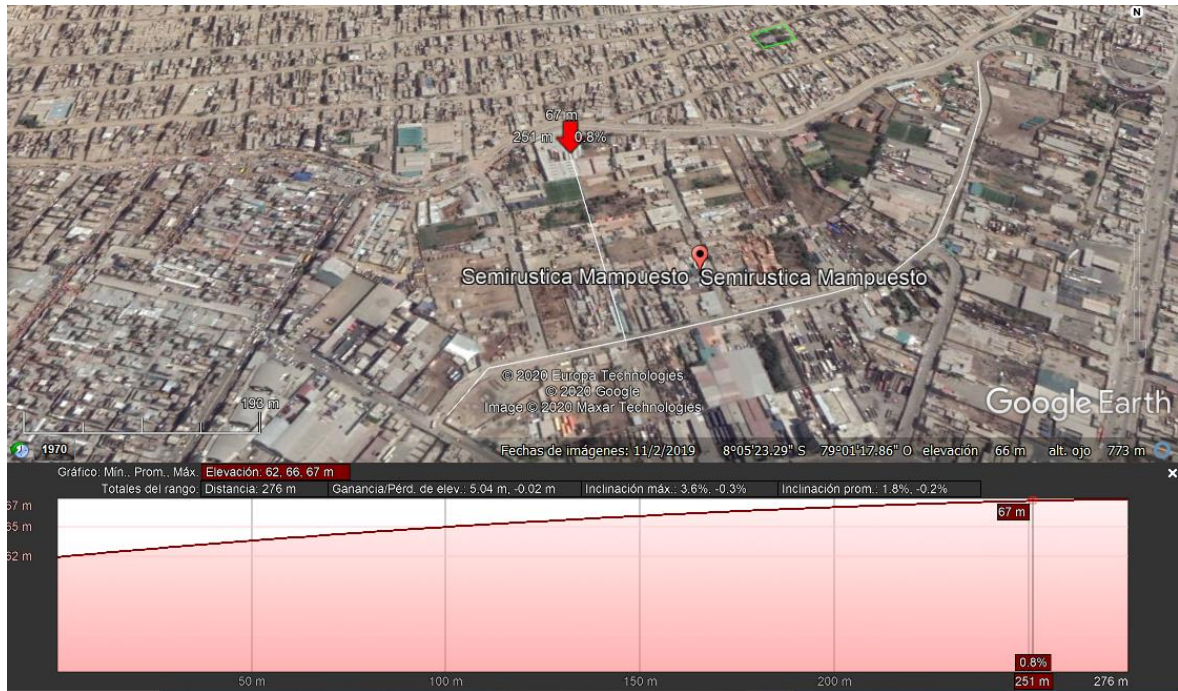 N
67 m
251 m 0.8%
Semirustica Mampuesto Semirustica Mampuesto
© 2020 Europa Technologies
© 2020 Google
Image © 2020 Maxar Technologies
193 m
Google Earth
1970
Fechas de imágenes: 11/2/2019 8°05'23.29" S 79°01'17.86" O elevación 66 m alt. ojo 773 m
Gráfico: Mín., Prom., Máx. Elevación: 62, 66, 67 m
Totales del rango: Distancia: 276 m Ganancia/Pérd. de elev.: 5.04 m, -0.02 m Inclinación máx.: 3.6%, -0.3% Inclinación prom.: 1.8%, -0.2%
67 m
67 m
65 m
62 m
0.8%
50 m 100 m 150 m 200 m 251 m 276 m